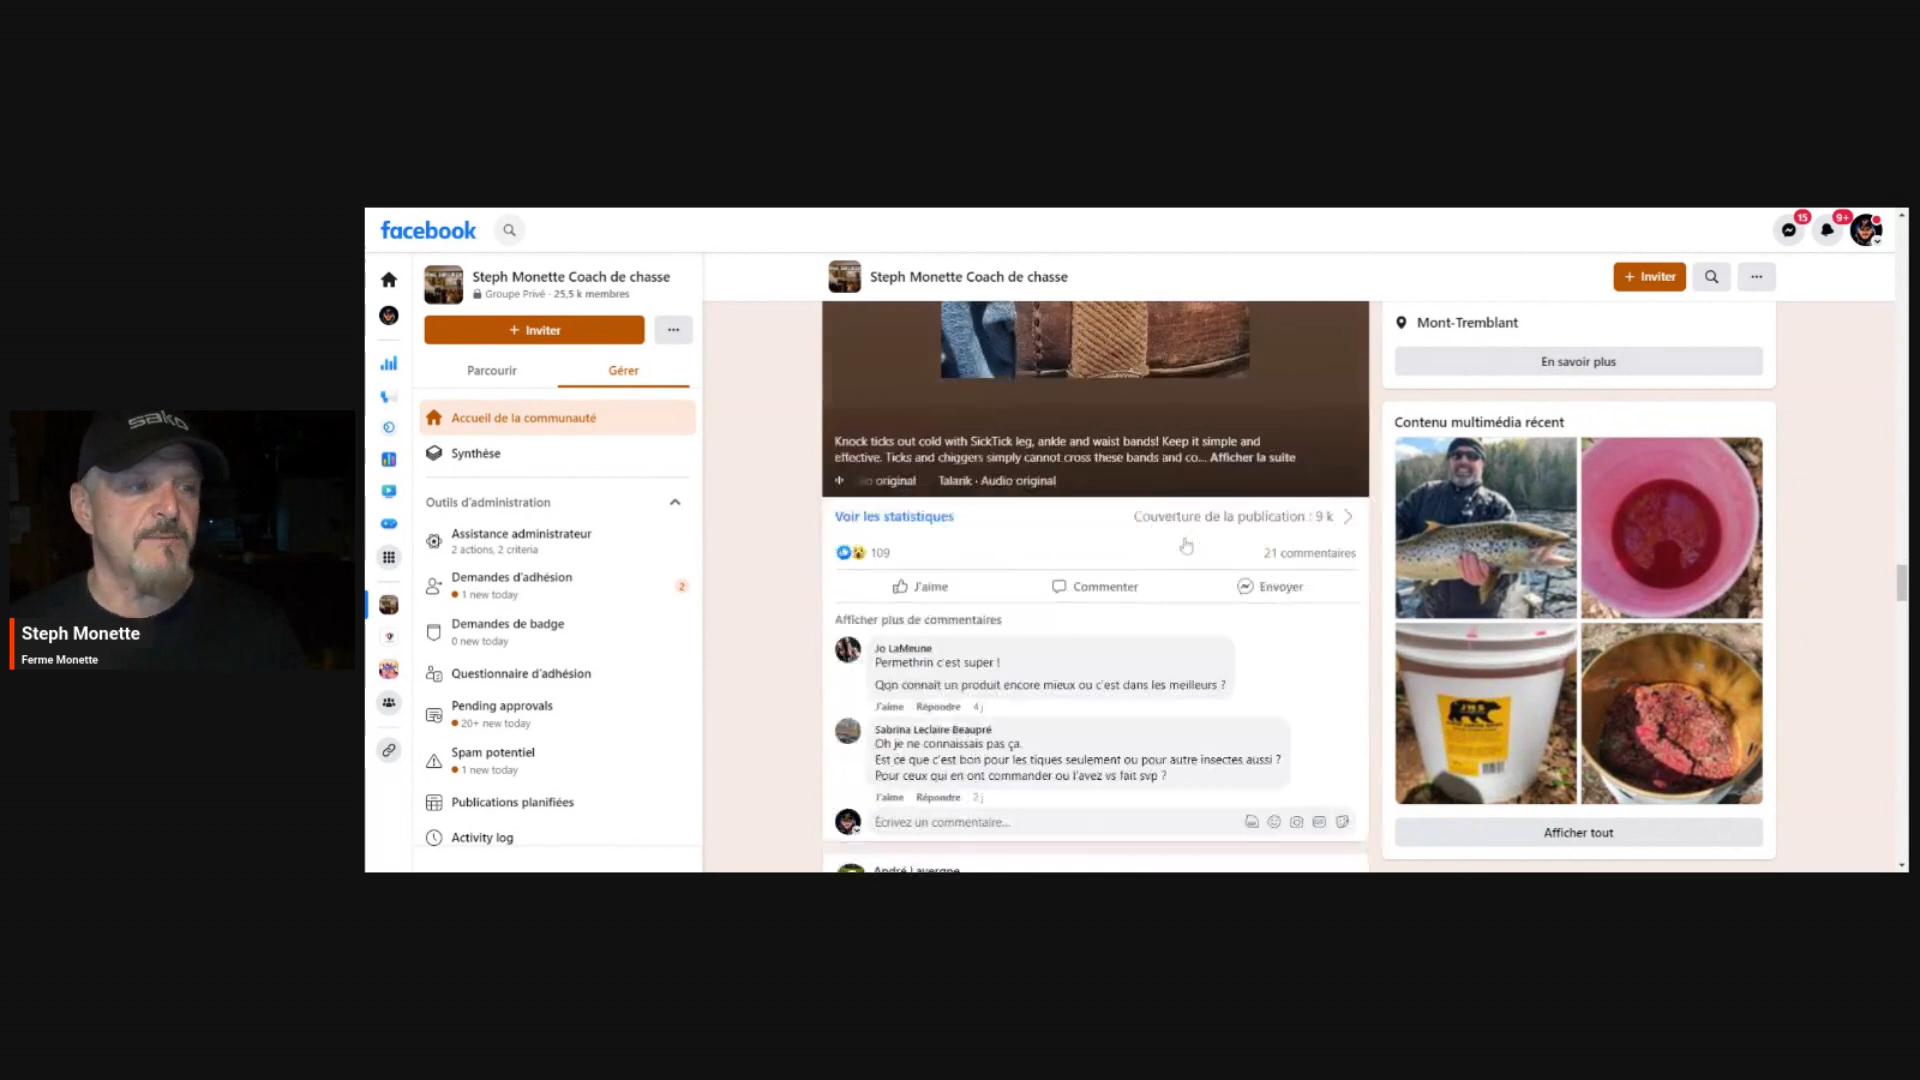 sako
Steph Monette
Ferme Monette
facebook
15
9+
Steph Monette Coach de chasse
Groupe Privé · 25,5 k membres
+ Inviter
...
Parcourir
Gérer
Accueil de la communauté
Synthèse
Outils d'administration
Assistance administrateur
2 actions, 2 criteria
Demandes d'adhésion
1 new today
2
Demandes de badge
0 new today
Questionnaire d'adhésion
Pending approvals
20+ new today
Spam potentiel
1 new today
Publications planifiées
Activity log
Steph Monette Coach de chasse
+ Inviter
...
Knock ticks out cold with SickTick leg, ankle and waist bands! Keep it simple and
effective. Ticks and chiggers simply cannot cross these bands and co... Afficher la suite
original Talarik · Audio original
Voir les statistiques
Couverture de la publication : 9 k
109
21 commentaires
J'aime
Commenter
Envoyer
Afficher plus de commentaires
Jo LaMeune
Permethrin c'est super !
Qqn connait un produit encore mieux ou c'est dans les meilleurs ?
J'aime Répondre 4 j
Sabrina Leclaire Beaupré
Oh je ne connaissais pas ça.
Est ce que c'est bon pour les tiques seulement ou pour autre insectes aussi ?
Pour ceux qui en ont commander ou l'avez vs fait svp ?
J'aime Répondre 2 j
Écrivez un commentaire...
André Lavergne
Mont-Tremblant
En savoir plus
Contenu multimédia récent
Afficher tout